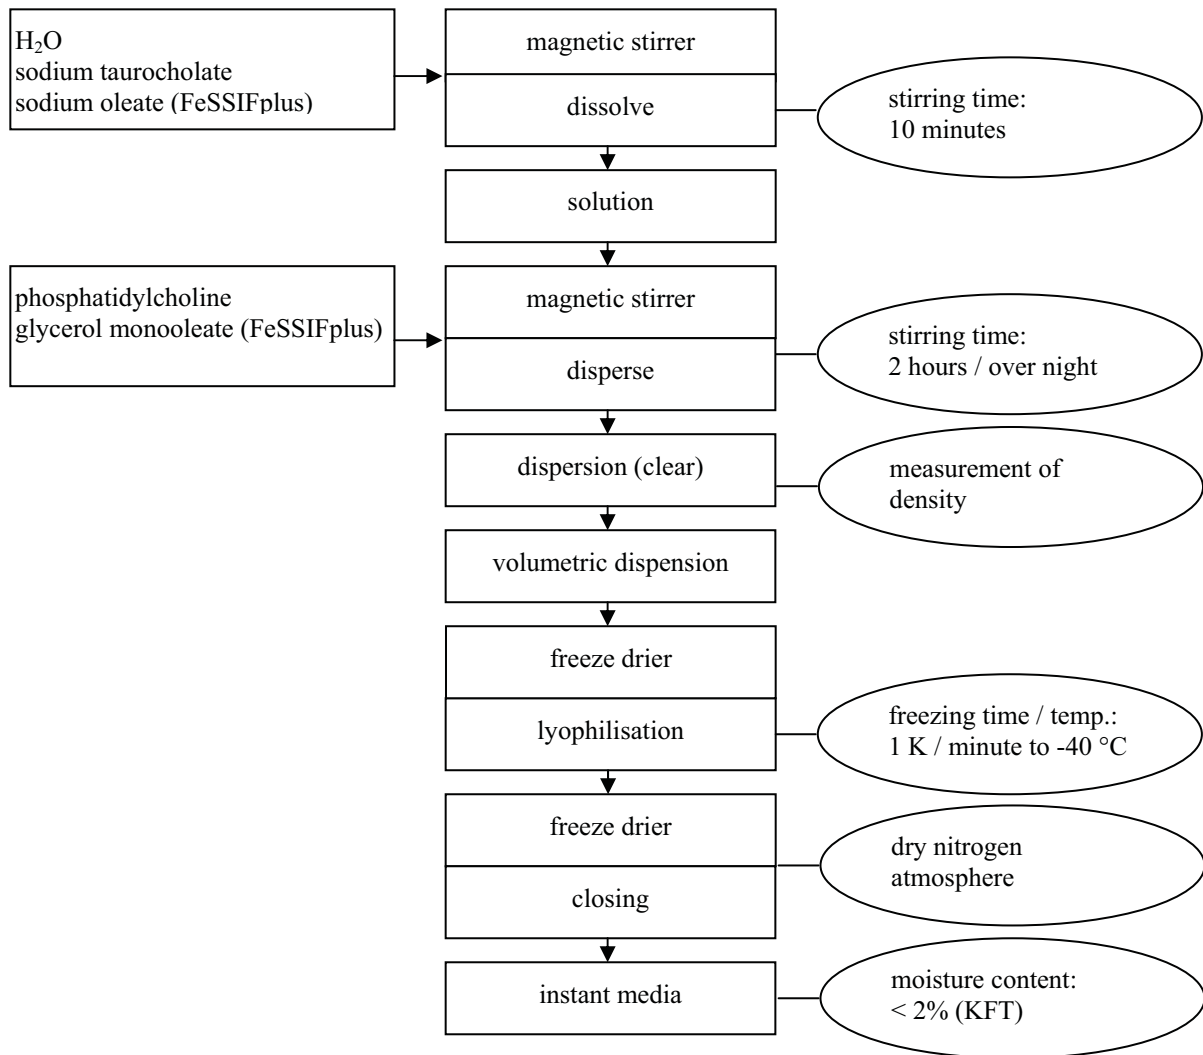 H₂O
sodium taurocholate
sodium oleate (FeSSIFplus)
magnetic stirrer
dissolve
stirring time:
10 minutes
solution
phosphatidylcholine
glycerol monooleate (FeSSIFplus)
magnetic stirrer
disperse
stirring time:
2 hours / over night
dispersion (clear)
measurement of
density
volumetric dispension
freeze drier
lyophilisation
freezing time / temp.:
1 K / minute to -40 °C
freeze drier
closing
dry nitrogen
atmosphere
instant media
moisture content:
< 2% (KFT)